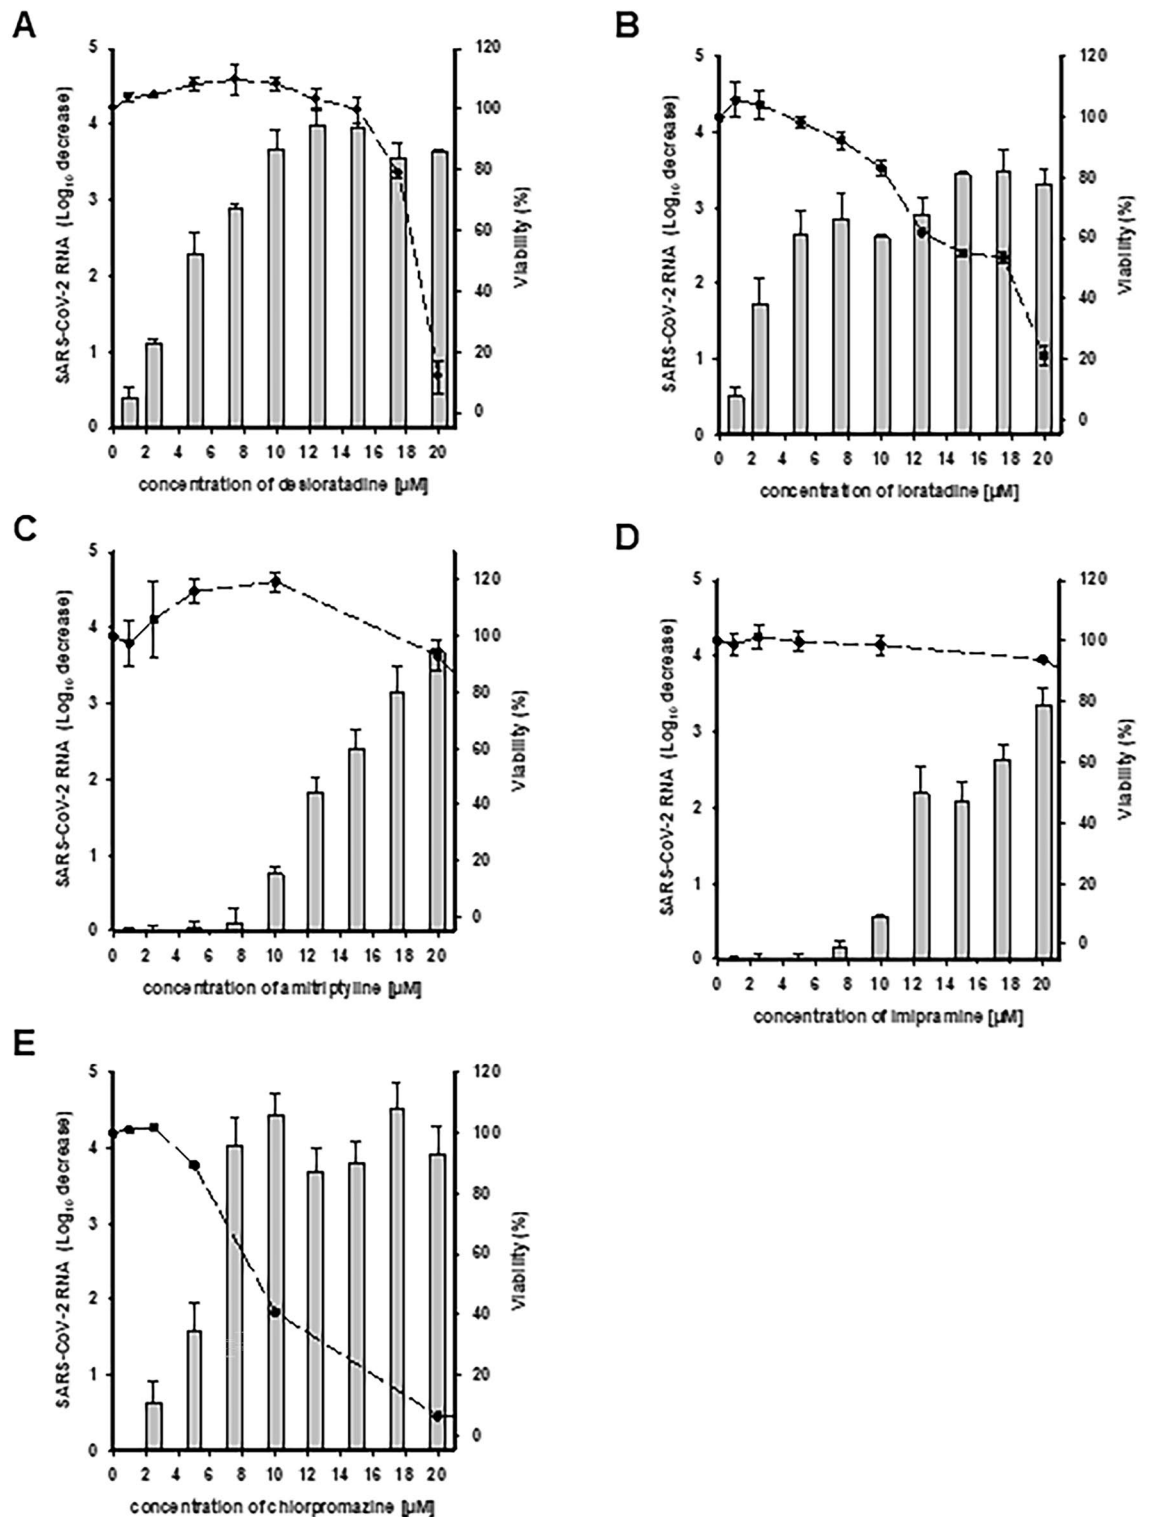 A
SARS-CoV-2 RNA (Log10 decrease)
5
4
3
2
1
0
120
100
80
60
40
20
0
Viability (%)
0 2 4 6 8 10 12 14 16 18 20
concentration of desloratadine [µM]
B
SARS-CoV-2 RNA (Log10 decrease)
5
4
3
2
1
0
120
100
80
60
40
20
0
Viability (%)
0 2 4 6 8 10 12 14 16 18 20
concentration of loratadine [µM]
C
SARS-CoV-2 RNA (Log10 decrease)
5
4
3
2
1
0
120
100
80
60
40
20
0
Viability (%)
0 2 4 6 8 10 12 14 16 18 20
concentration of amitriptyline [µM]
D
SARS-CoV-2 RNA (Log10 decrease)
5
4
3
2
1
0
120
100
80
60
40
20
0
Viability (%)
0 2 4 6 8 10 12 14 16 18 20
concentration of imipramine [µM]
E
SARS-CoV-2 RNA (Log10 decrease)
5
4
3
2
1
0
120
100
80
60
40
20
0
Viability (%)
0 2 4 6 8 10 12 14 16 18 20
concentration of chlorpromazine [µM]